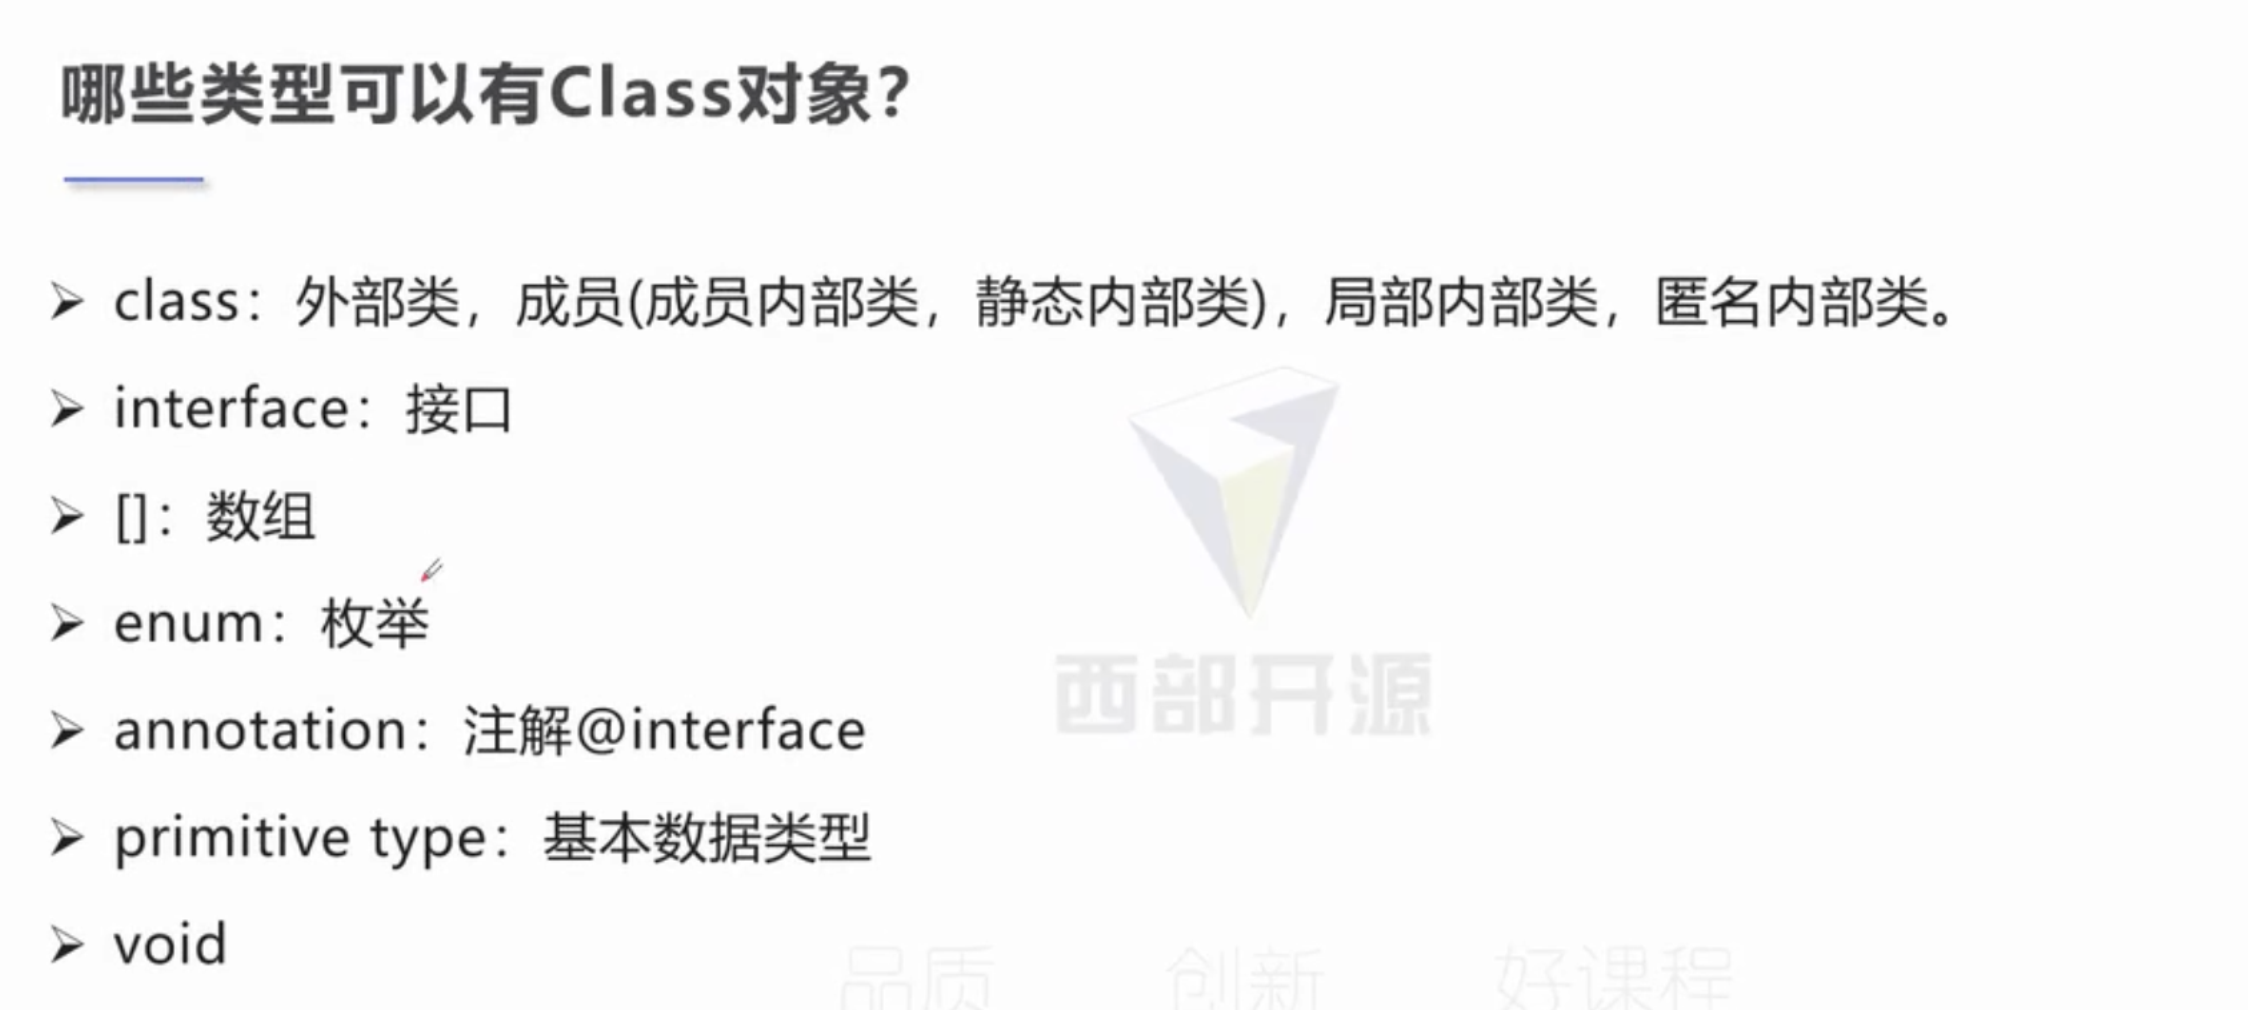 哪些类型可以有Class对象？
class：外部类，成员(成员内部类，静态内部类)，局部内部类，匿名内部类。
interface：接口
[]：数组
enum：枚举
annotation：注解@interface
primitive type：基本数据类型
void
西部开源
品质 创新 好课程